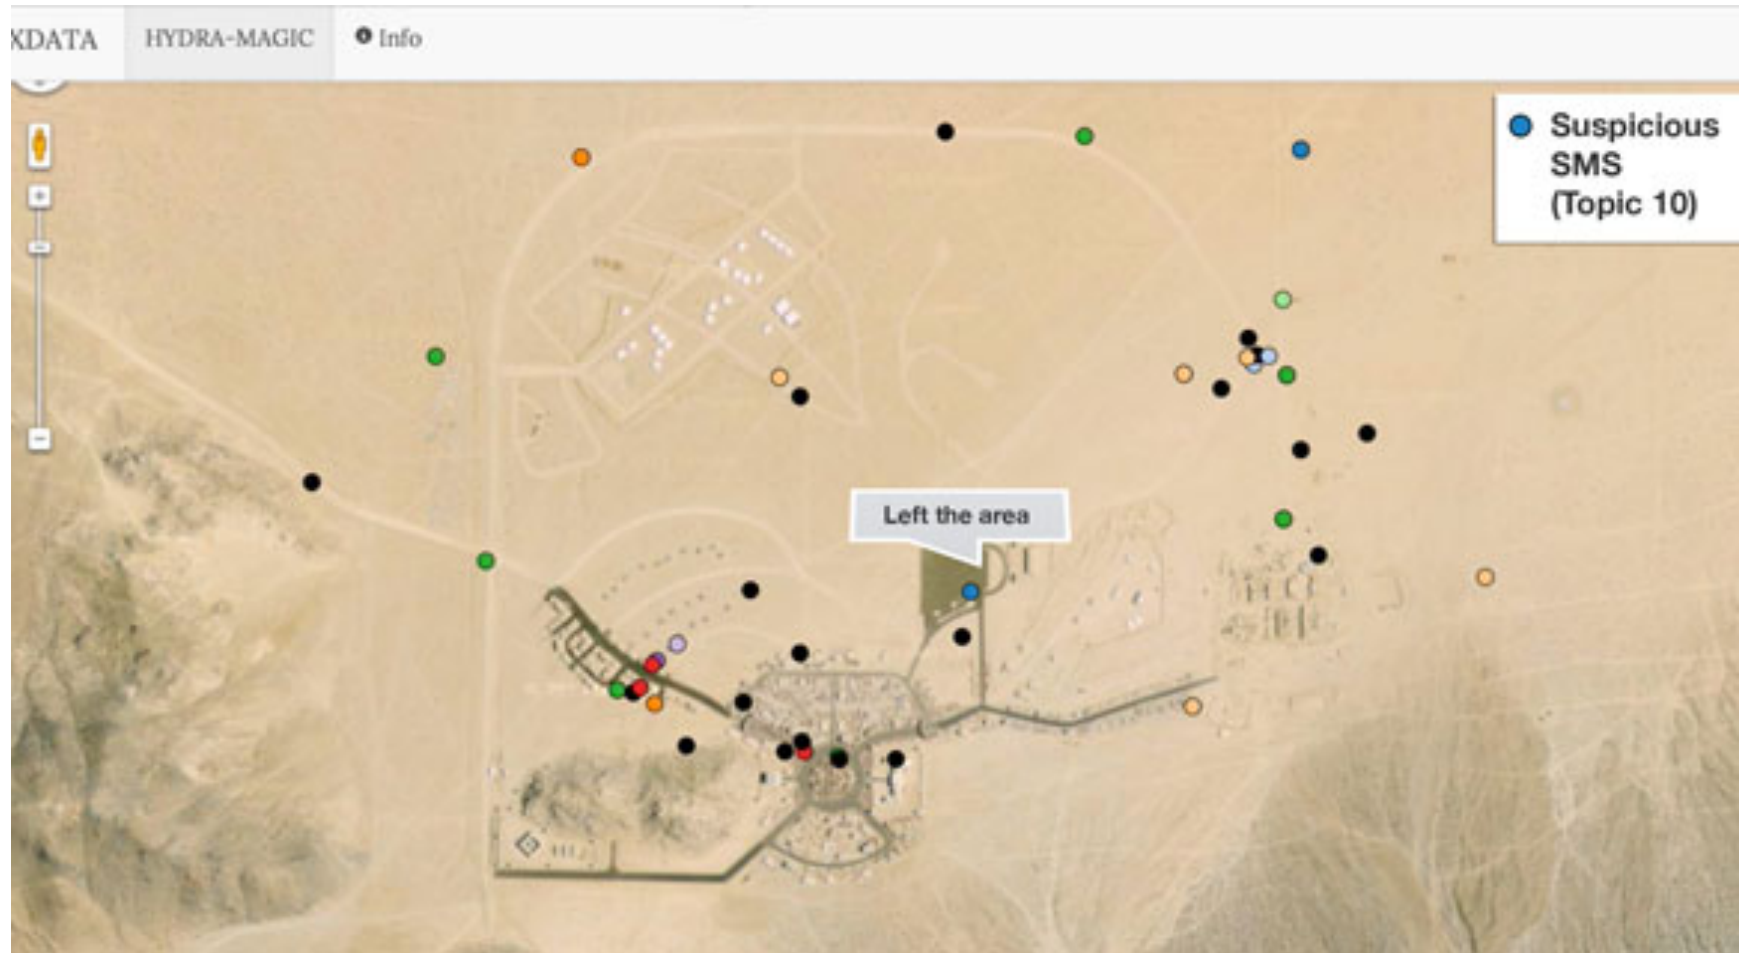 XDATA HYDRA-MAGIC Info
Suspicious
SMS
(Topic 10)
Left the area